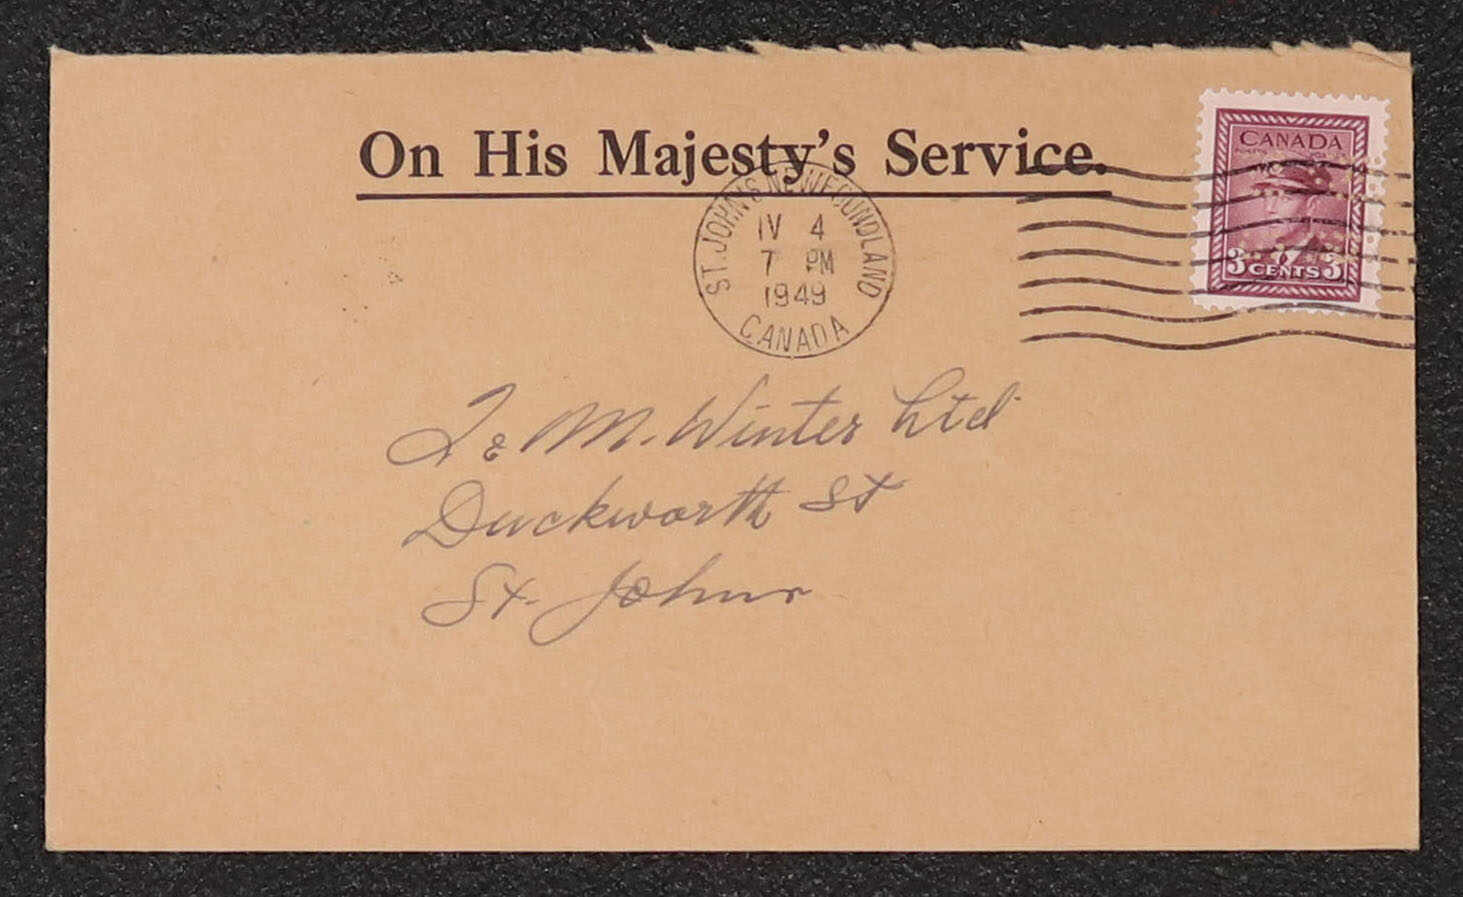 On His Majesty's Service.
CANADA
3 CENTS 3
ST. JOHN'S NEWFOUNDLAND
IV 4
7 PM
1949
CANADA
T & M. Winter Ltd
Duckworth St
St. Johns